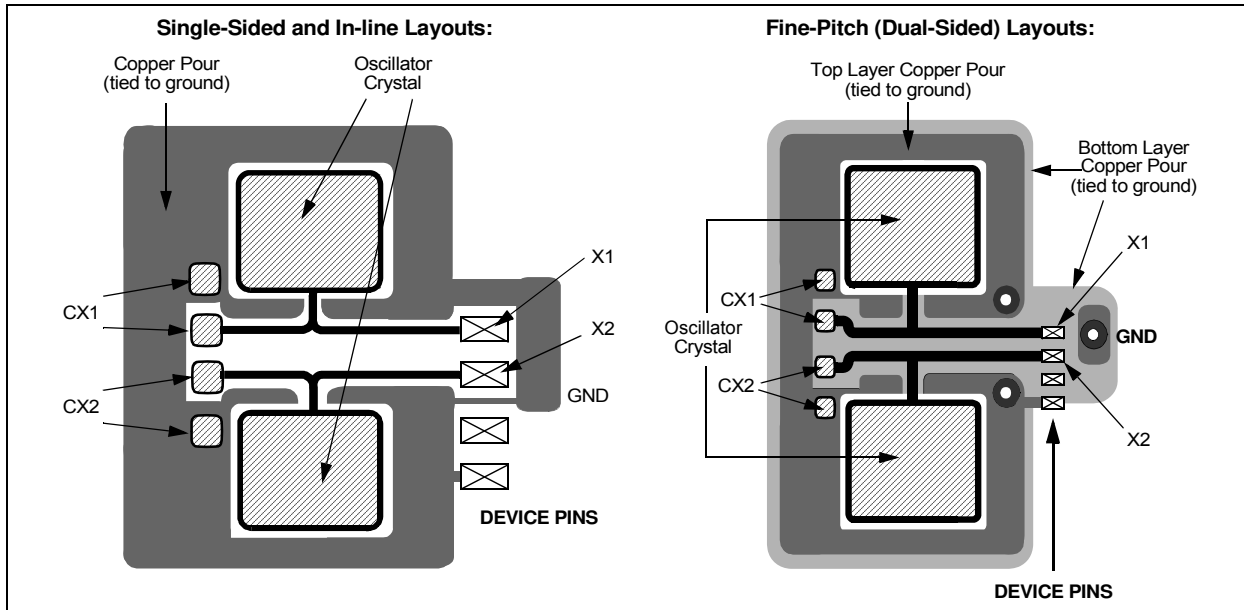 Single-Sided and In-line Layouts:
Copper Pour
(tied to ground)
Oscillator
Crystal
X1
CX1
X2
CX2
GND
DEVICE PINS
Fine-Pitch (Dual-Sided) Layouts:
Top Layer Copper Pour
(tied to ground)
Bottom Layer
Copper Pour
(tied to ground)
X1
CX1
Oscillator
Crystal
GND
CX2
X2
DEVICE PINS